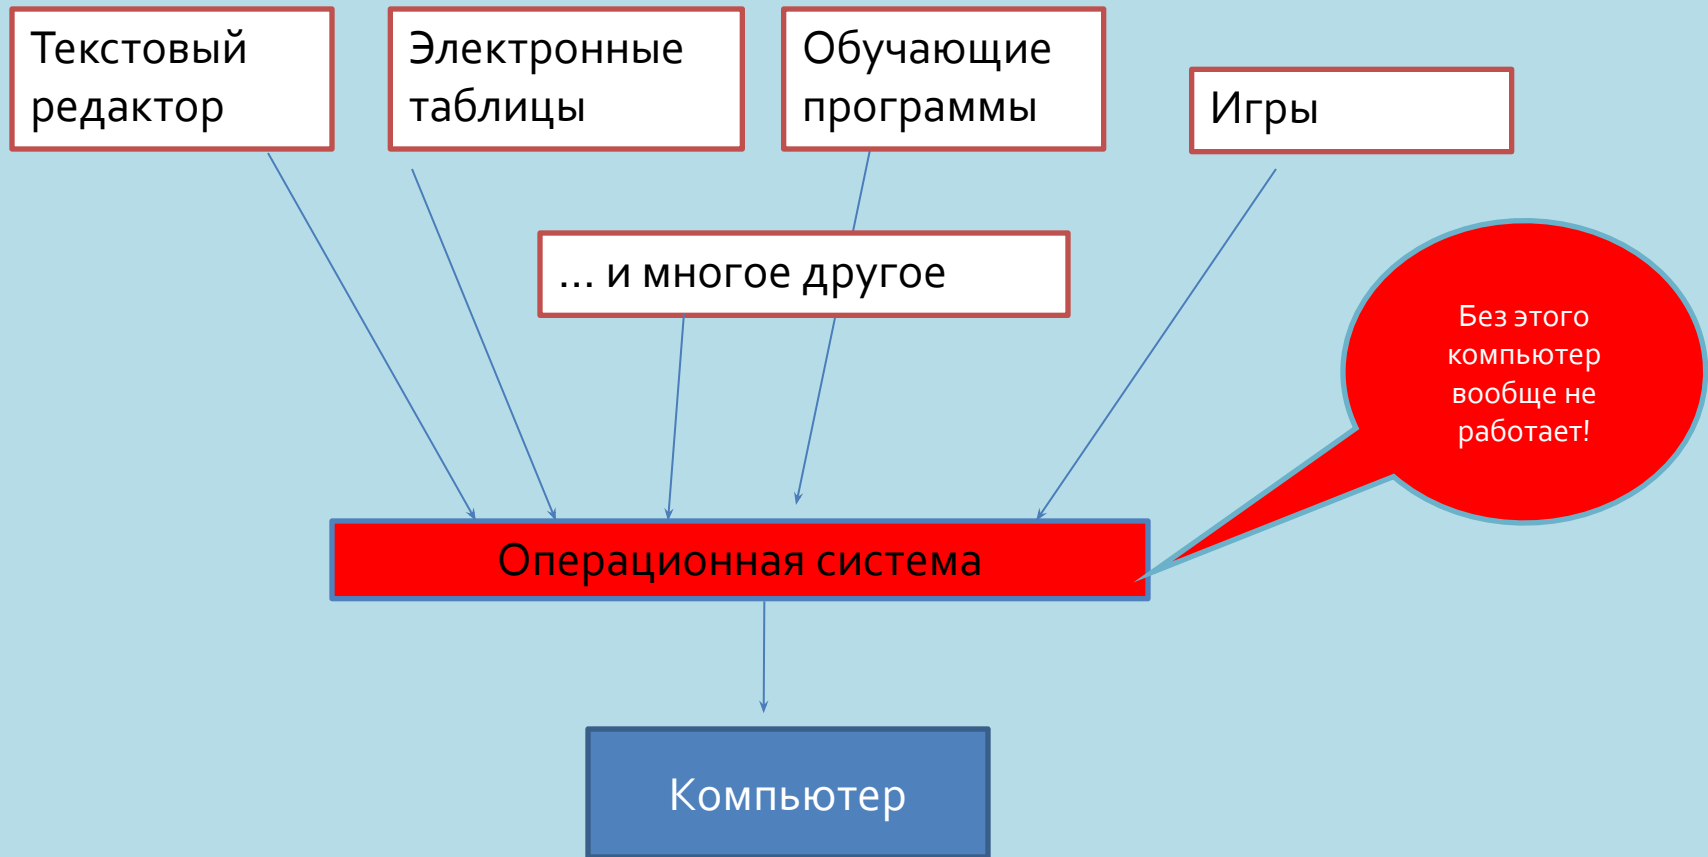 Текстовый
редактор
Электронные
таблицы
Обучающие
программы
Игры
... и многое другое
Без этого
компьютер
вообще не
работает!
Операционная система
Компьютер